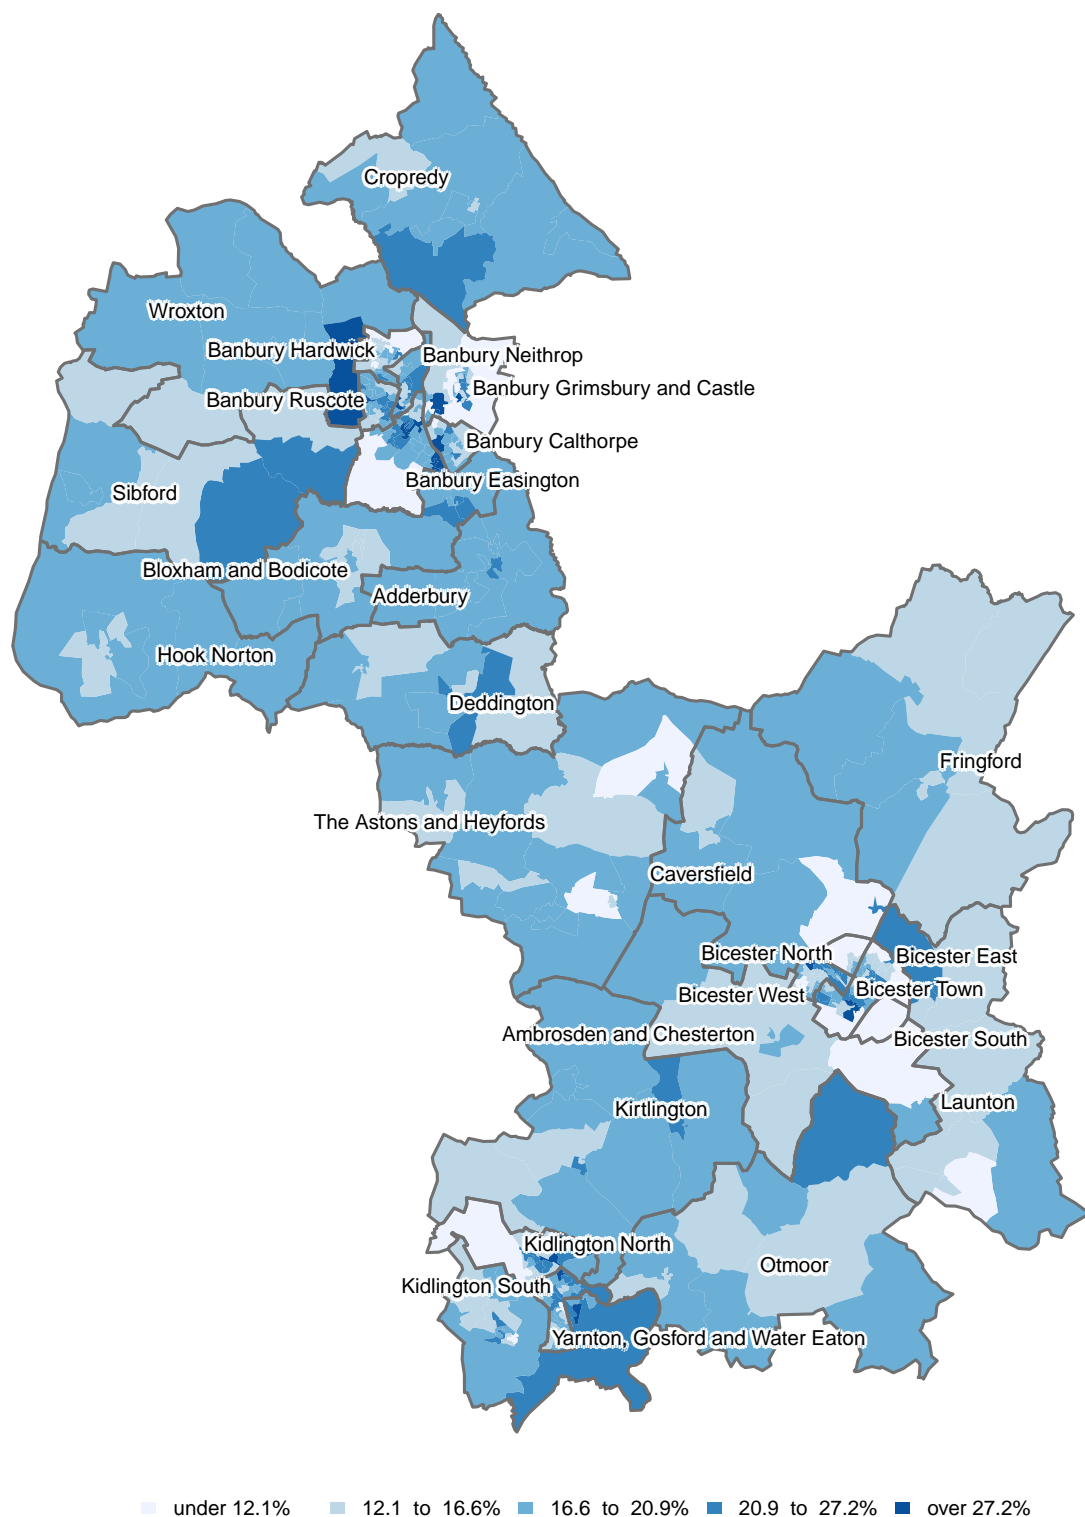 Cropredy
Wroxton
Banbury Hardwick
Banbury Neithrop
Banbury Grimsbury and Castle
Banbury Ruscote
Banbury Calthorpe
Banbury Easington
Sibford
Bloxham and Bodicote
Adderbury
Hook Norton
Deddington
Fringford
The Astons and Heyfords
Caversfield
Bicester North
Bicester East
Bicester West
Bicester Town
Ambrosden and Chesterton
Bicester South
Launton
Kirtlington
Kidlington North
Otmoor
Kidlington South
Yarnton, Gosford and Water Eaton
under 12.1% 12.1 to 16.6% 16.6 to 20.9% 20.9 to 27.2% over 27.2%